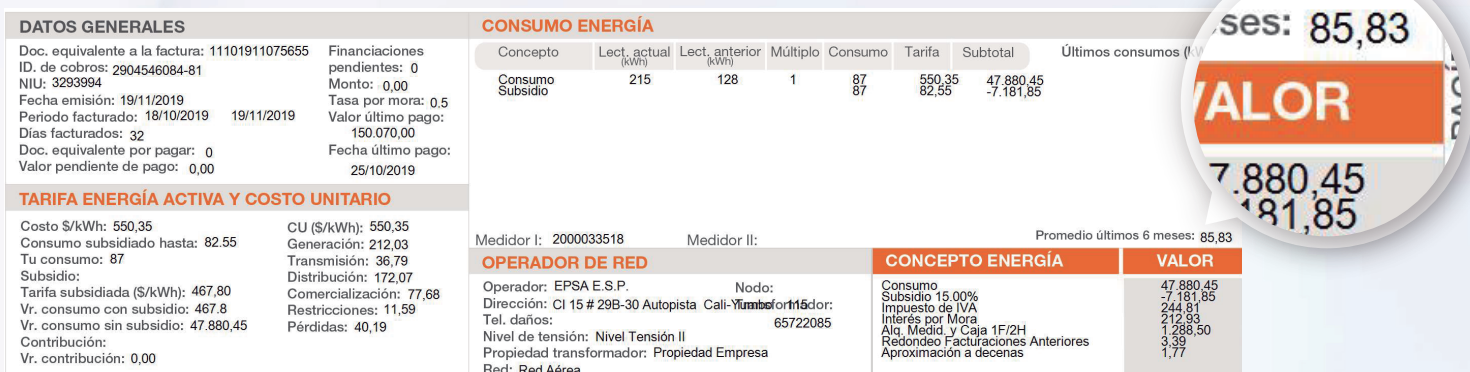 DATOS GENERALES
Doc. equivalente a la factura: 11101911075655
ID. de cobros: 2904546084-81
NIU: 3293994
Fecha emisión: 19/11/2019
Periodo facturado: 18/10/2019 19/11/2019
Días facturados: 32
Doc. equivalente por pagar: 0
Valor pendiente de pago: 0,00
Financiaciones
pendientes: 0
Monto: 0,00
Tasa por mora: 0.5
Valor último pago:
150.070,00
Fecha último pago:
25/10/2019
TARIFA ENERGÍA ACTIVA Y COSTO UNITARIO
Costo $/kWh: 550,35
Consumo subsidiado hasta: 82.55
Tu consumo: 87
Subsidio:
Tarifa subsidiada ($/kWh): 467,80
Vr. consumo con subsidio: 467.8
Vr. consumo sin subsidio: 47.880,45
Contribución:
Vr. contribución: 0,00
CU ($/kWh): 550,35
Generación: 212,03
Transmisión: 36,79
Distribución: 172,07
Comercialización: 77,68
Restricciones: 11,59
Pérdidas: 40,19
CONSUMO ENERGÍA
Concepto Lect. actual (kWh) Lect. anterior (kWh) Múltiplo Consumo Tarifa Subtotal Últimos consumos
Consumo 215 128 1 87 550,35 47.880,45
Subsidio 87 82,55 -7.181,85
Medidor I: 2000033518 Medidor II:
Promedio últimos 6 meses: 85,83
OPERADOR DE RED
Operador: EPSA E.S.P. Nodo:
Dirección: Cl 15 # 29B-30 Autopista Cali-Yumbo 115
Tel. daños: 65722085
Nivel de tensión: Nivel Tensión II
Propiedad transformador: Propiedad Empresa
Red: Red Aérea
CONCEPTO ENERGÍA VALOR
Consumo 47.880,45
Subsidio 15.00% -7.181,85
Impuesto de IVA 244,81
Interés por Mora 212,93
Alq. Medid. y Caja 1F/2H 1.288,50
Redondeo Facturaciones Anteriores 3,39
Aproximación a decenas 1,77
ses: 85,83
VALOR
7.880,45
181,85